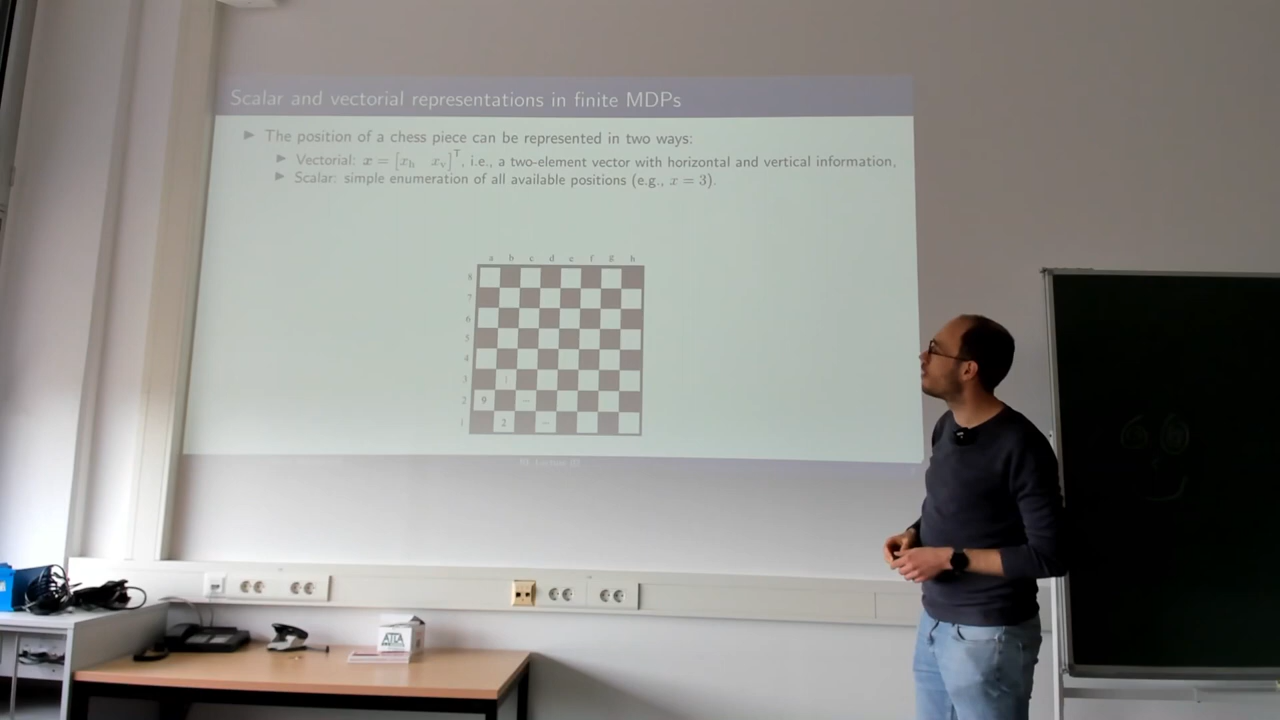 Scalar and vectorial representations in finite MDPs
▶ The position of a chess piece can be represented in two ways:
▶ Vectorial: x = [x_h x_v]^T, i.e., a two-element vector with horizontal and vertical information,
▶ Scalar: simple enumeration of all available positions (e.g., x = 3).
a b c d e f g h
8
7
6
5
4
3
2 9 ...
1 2 ...
ATCA